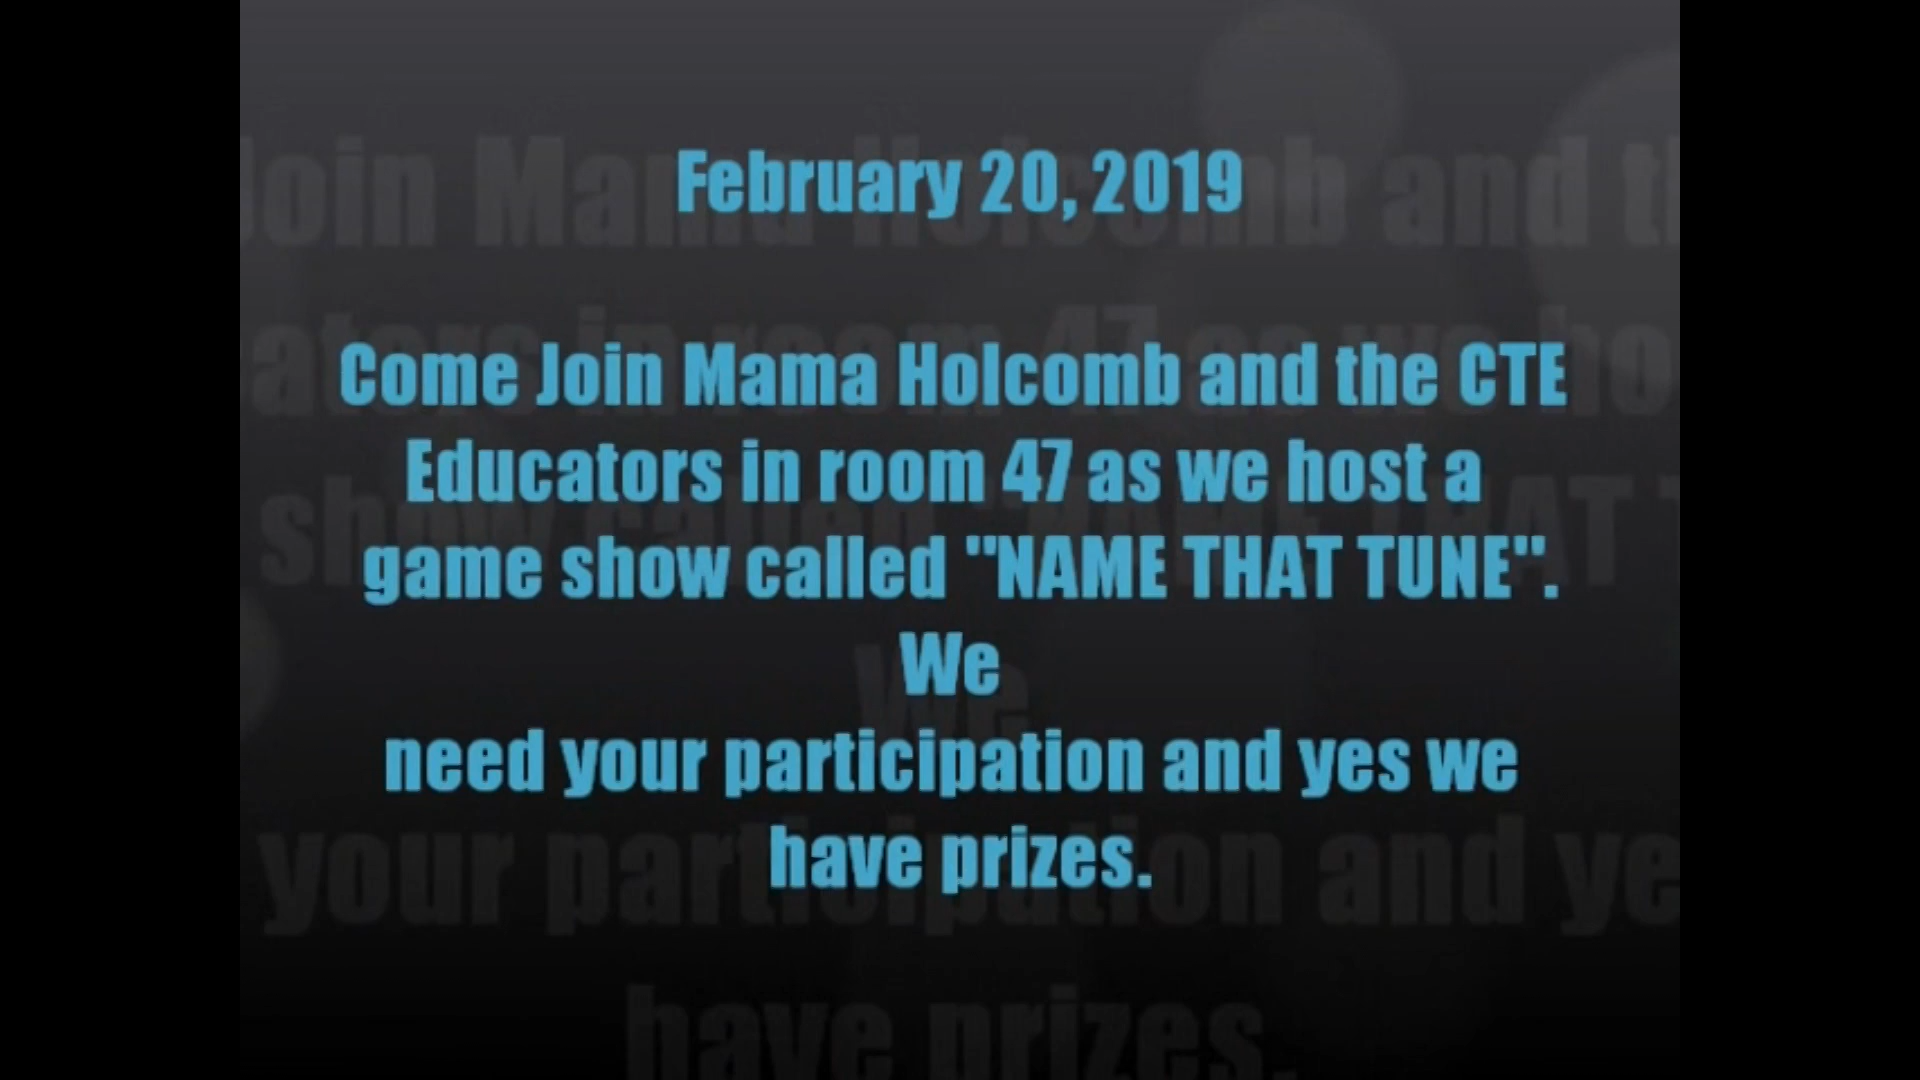 February 20, 2019
Come Join Mama Holcomb and the CTE
Educators in room 47 as we host a
game show called "NAME THAT TUNE".
We
need your participation and yes we
have prizes.